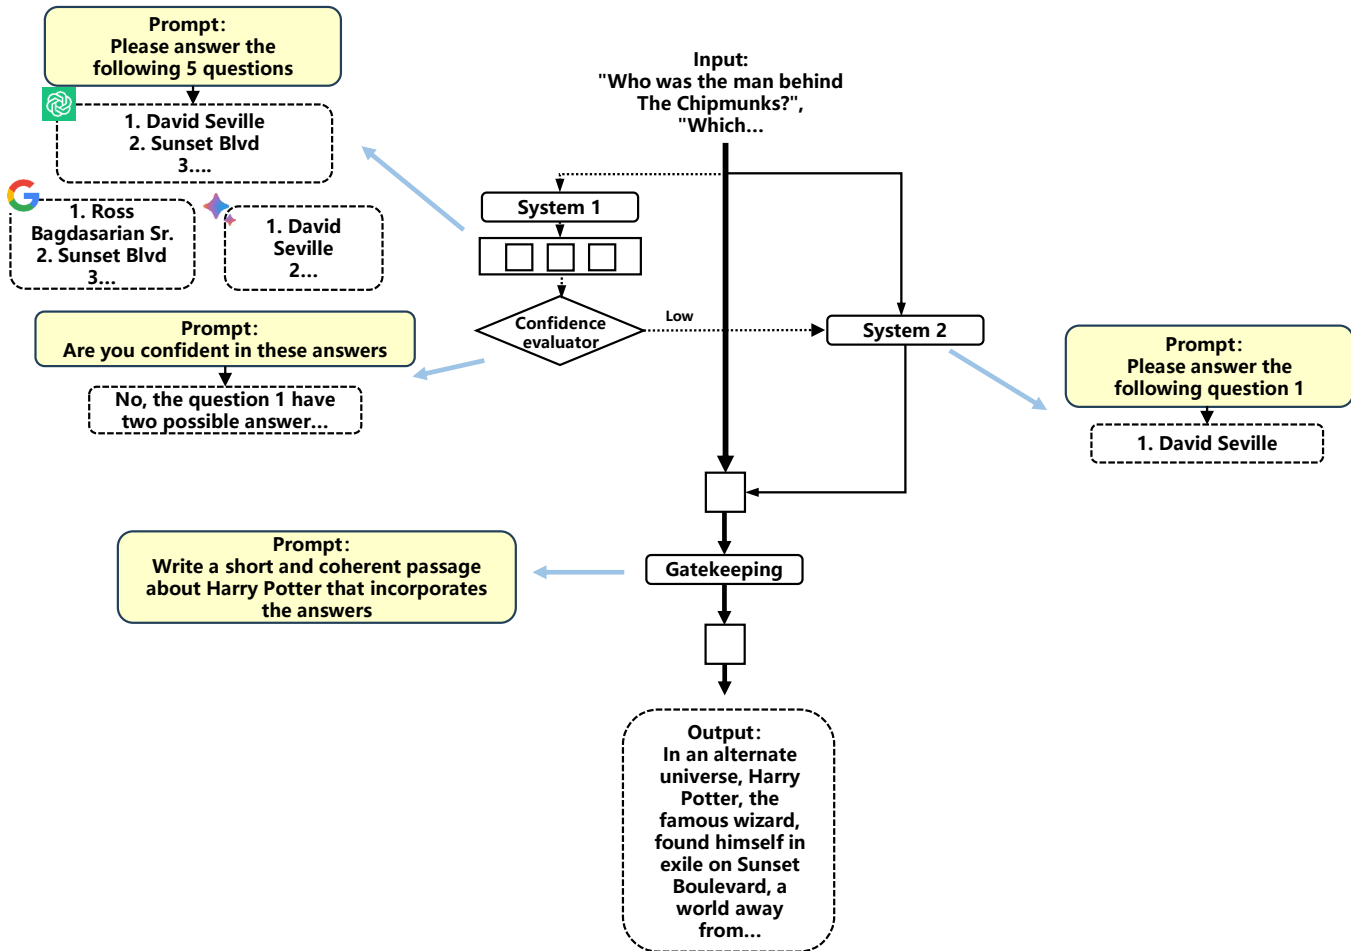 Prompt:
Please answer the
following 5 questions
1. David Seville
2. Sunset Blvd
3....
1. Ross
Bagdasarian Sr.
2. Sunset Blvd
3...
1. David
Seville
2...
Input:
"Who was the man behind
The Chipmunks?",
"Which...
System 1
Confidence
evaluator
Low
System 2
Prompt:
Are you confident in these answers
No, the question 1 have
two possible answer...
Prompt:
Please answer the
following question 1
1. David Seville
Prompt:
Write a short and coherent passage
about Harry Potter that incorporates
the answers
Gatekeeping
Output:
In an alternate
universe, Harry
Potter, the
famous wizard,
found himself in
exile on Sunset
Boulevard, a
world away
from...